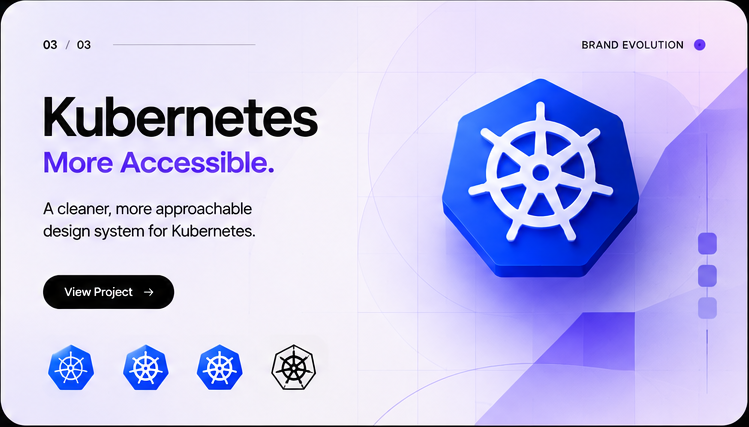 03 / 03
BRAND EVOLUTION
Kubernetes
More Accessible.
A cleaner, more approachable
design system for Kubernetes.
View Project →